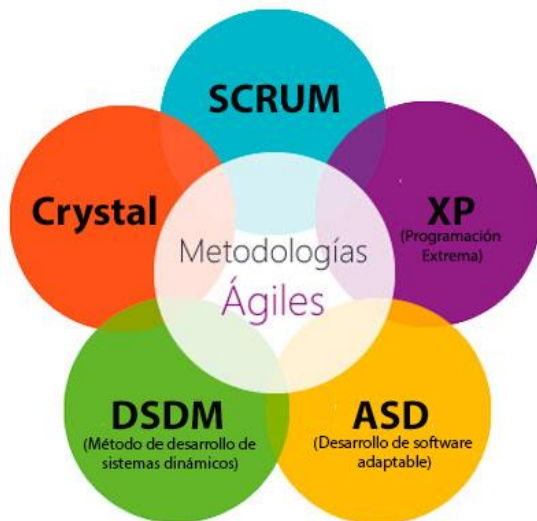 SCRUM
Crystal
XP
(Programación
Extrema)
Metodologías
Ágiles
DSDM
(Método de desarrollo de
sistemas dinámicos)
ASD
(Desarrollo de software
adaptable)